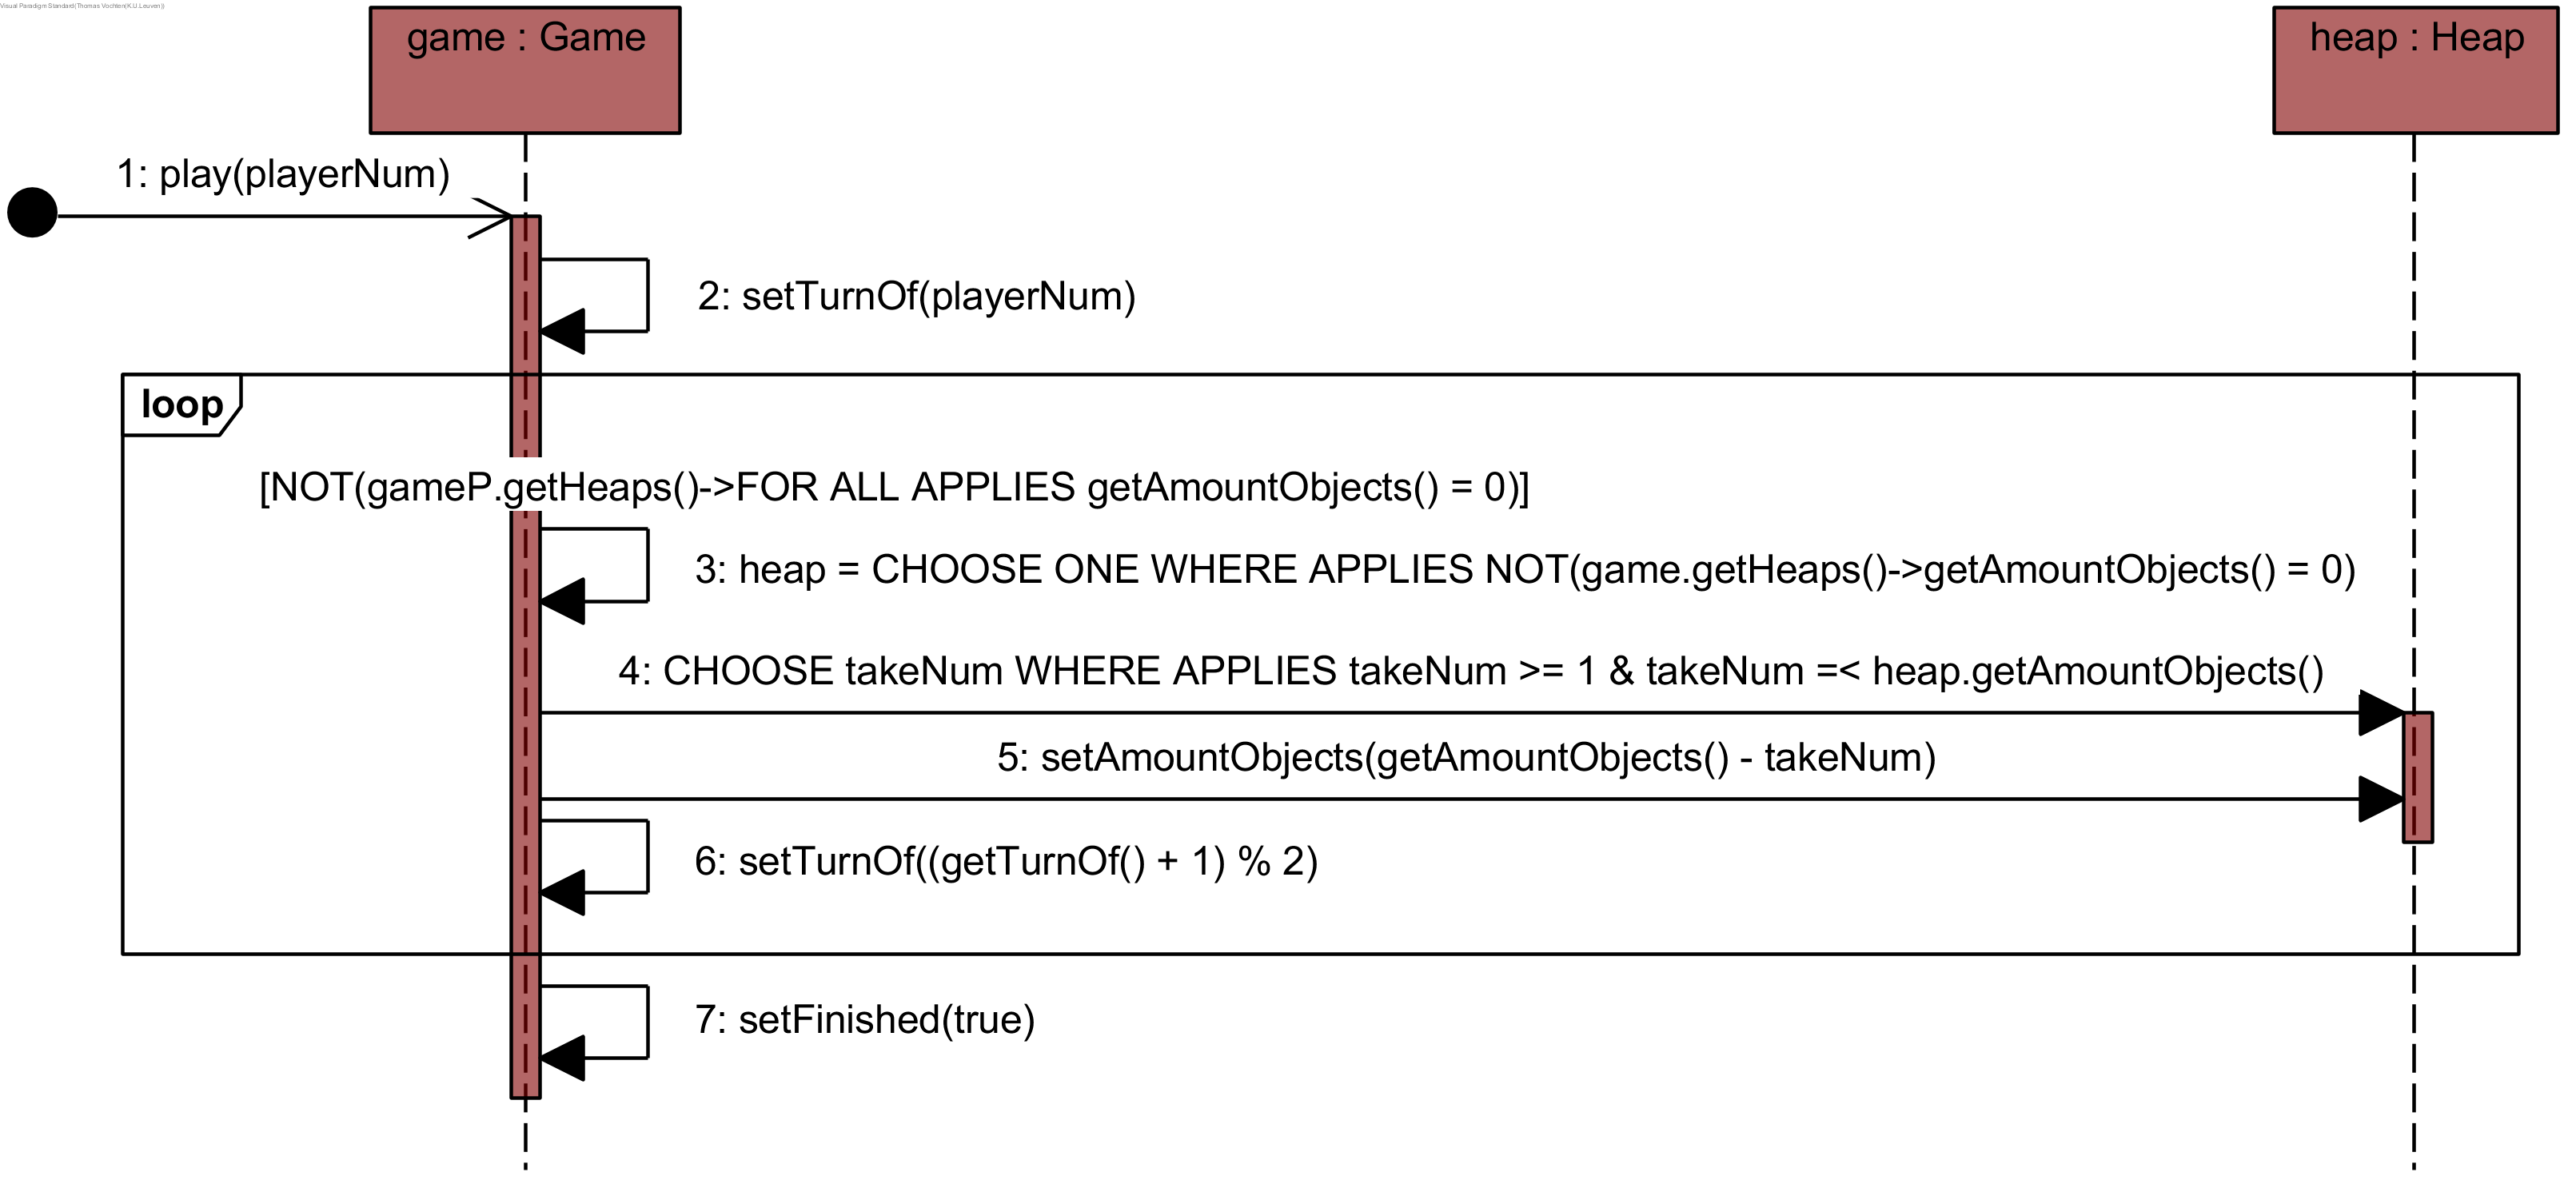 Visual Paradigm Standard(Thomas Vochten(K.U.Leuven))
game : Game
heap : Heap
1: play(playerNum)
2: setTurnOf(playerNum)
loop
[NOT(gameP.getHeaps()->FOR ALL APPLIES getAmountObjects() = 0)]
3: heap = CHOOSE ONE WHERE APPLIES NOT(game.getHeaps()->getAmountObjects() = 0)
4: CHOOSE takeNum WHERE APPLIES takeNum >= 1 & takeNum =< heap.getAmountObjects()
5: setAmountObjects(getAmountObjects() - takeNum)
6: setTurnOf((getTurnOf() + 1) % 2)
7: setFinished(true)